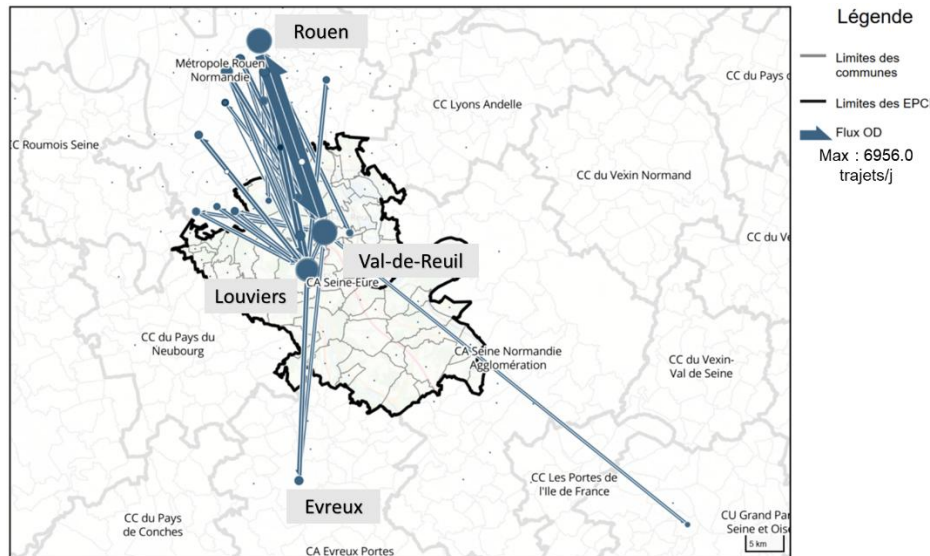 Légende
Limites des
communes
Limites des EPC
Flux OD
Max : 6956.0
trajets/j
Rouen
Métropole Rouen
Normandie
CC du Pays
CC Lyons Andelle
CC Roumois Seine
CC du Vexin Normand
CC du
Val-de-Reuil
Louviers
CA Seine-Eure
CC du Pays du
Neubourg
CA Seine Normandie
Agglomération
CC du Vexin-
Val de Seine
CC Les Portes de
l'Ile de France
Evreux
CC du Pays
de Conches
CA Evreux Portes
CU Grand Par
Seine et Oise
5 km